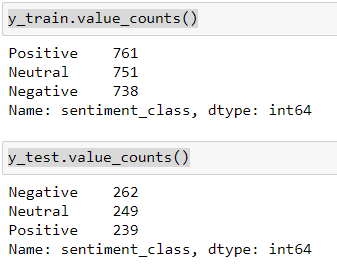 y_train.value_counts()
Positive    761
Neutral     751
Negative    738
Name: sentiment_class, dtype: int64
y_test.value_counts()
Negative    262
Neutral     249
Positive    239
Name: sentiment_class, dtype: int64